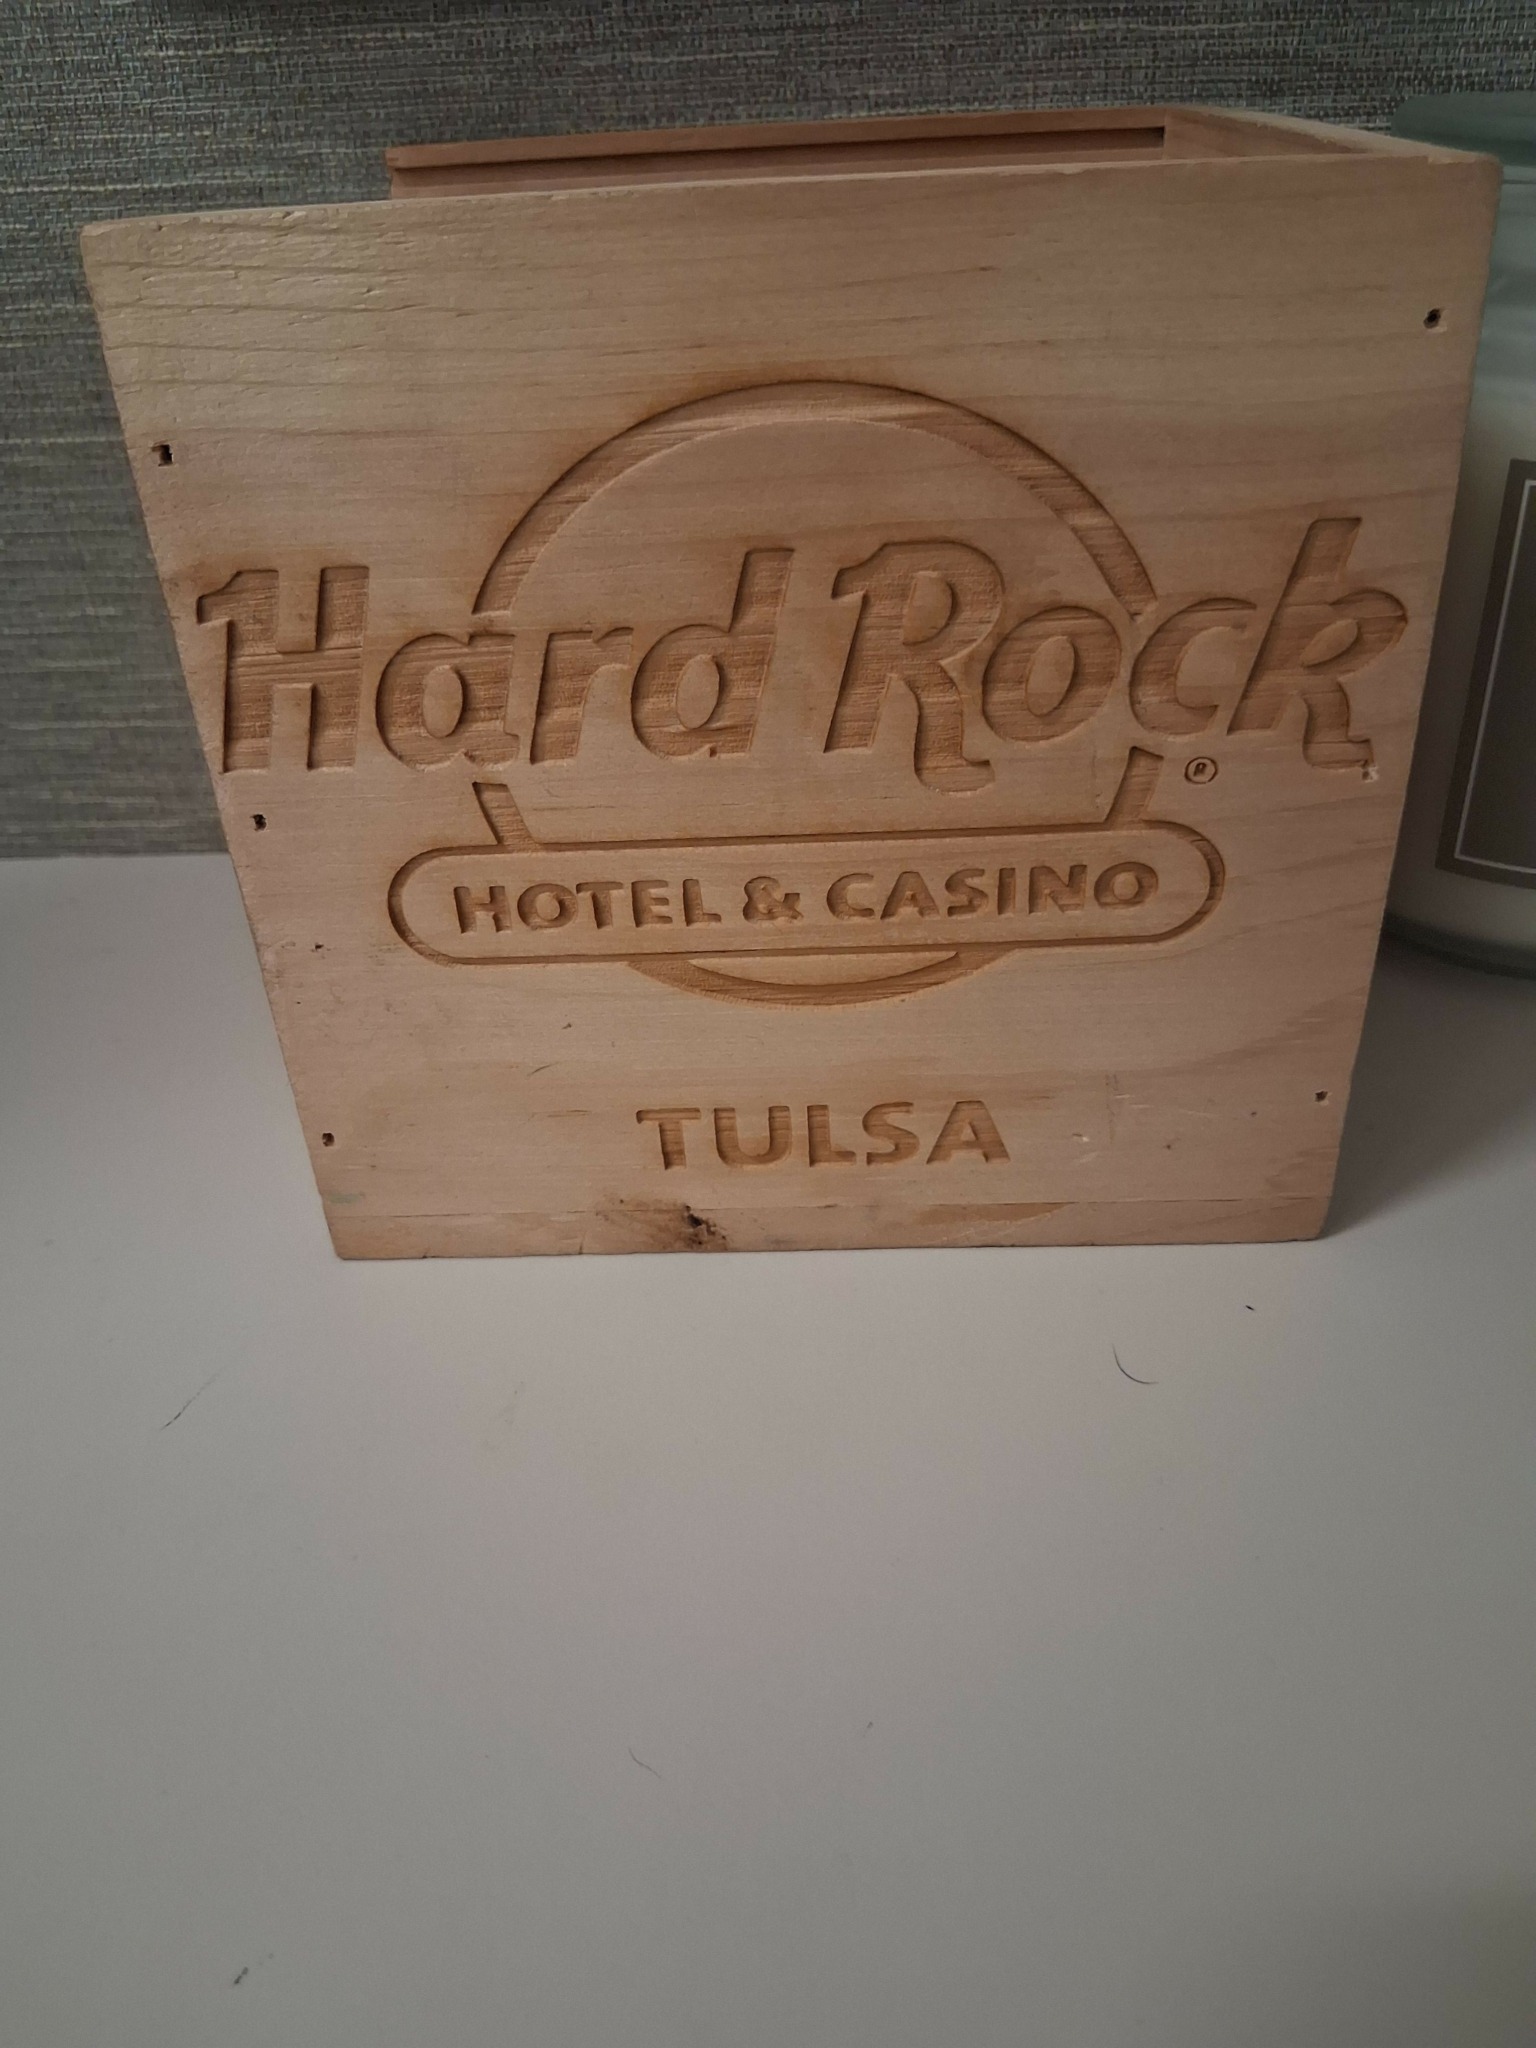 Hard Rock
®
HOTEL & CASINO
TULSA